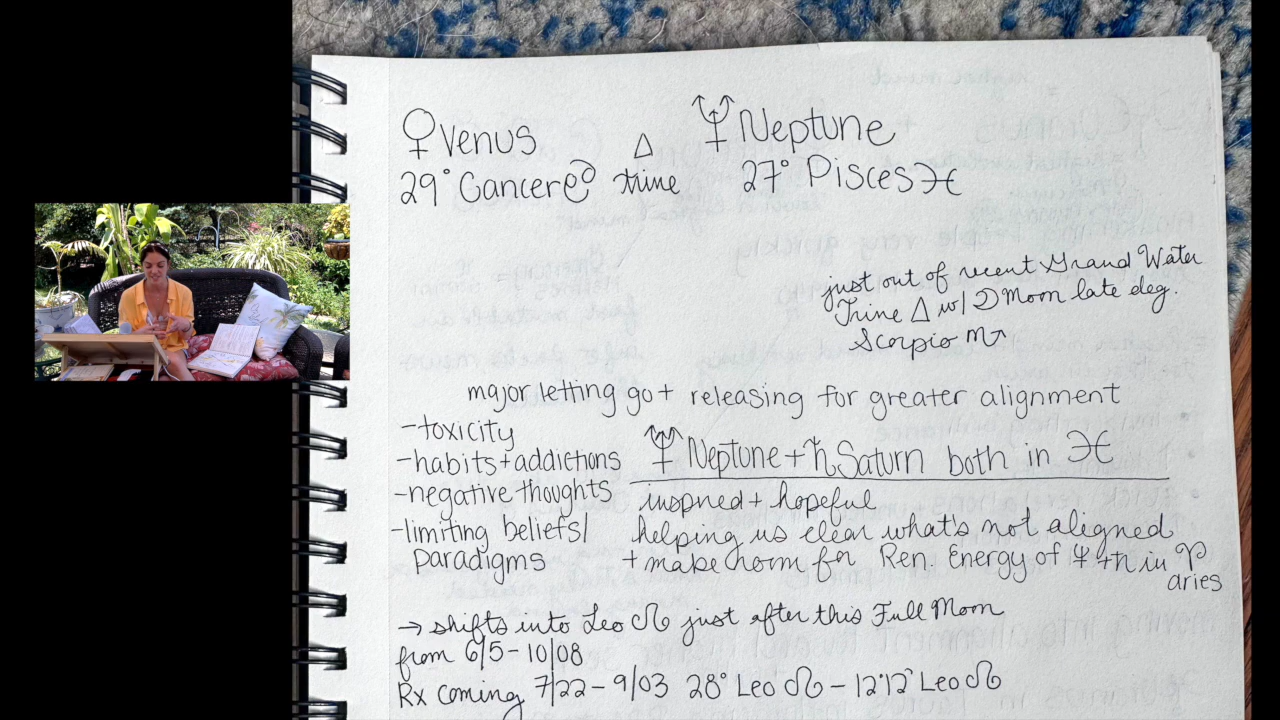 ♀Venus △ ♆Neptune
29° Cancer♋ trine 27° Pisces♓
just out of recent Grand Water
Trine △ w/ ☽ Moon late deg.
Scorpio ♏
major letting go + releasing for greater alignment
-toxicity
-habits+addictions
-negative thoughts
-limiting beliefs/
paradigms
♆ Neptune + ♄ Saturn both in ♓
inspired + hopeful
helping us clear what's not aligned
+ make room for Ren. Energy of ♆ + ♄ in ♈
aries
→ shifts into Leo ♌ just after this Full Moon
from 6/5 - 10/08
Rx coming 7/22 - 9/03 28° Leo ♌ - 12°12' Leo ♌